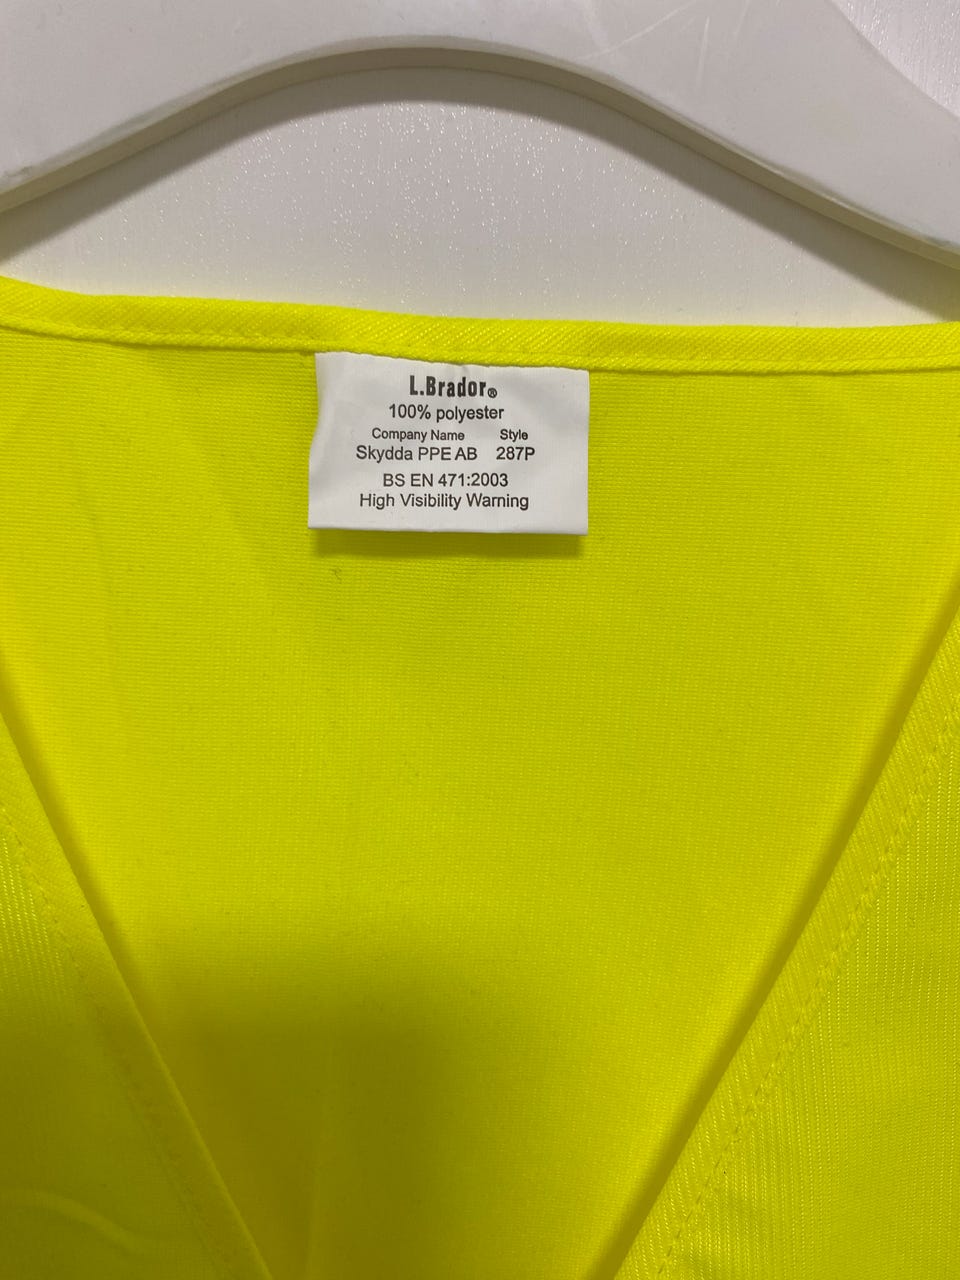 L.Brador®
100% polyester
Company Name Style
Skydda PPE AB 287P
BS EN 471:2003
High Visibility Warning